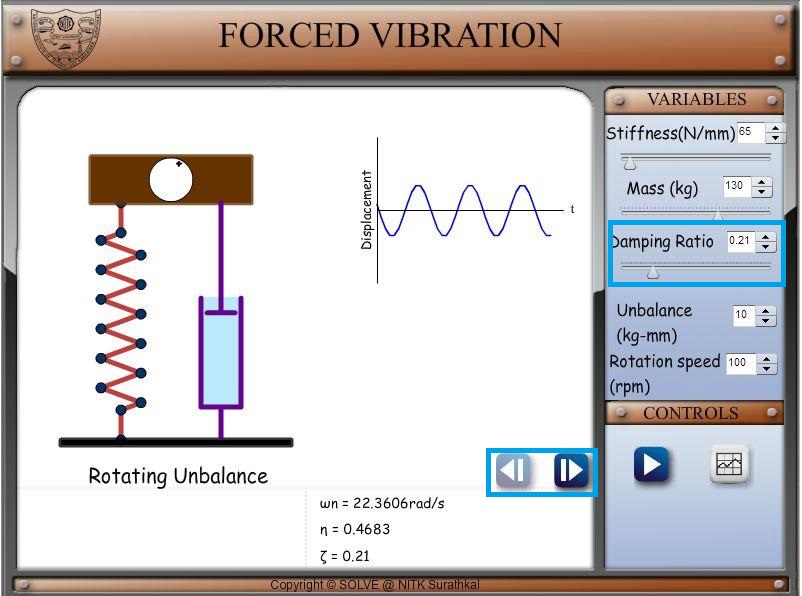 FORCED VIBRATION
VARIABLES
Stiffness(N/mm) 65
Mass (kg) 130
Damping Ratio 0.21
Unbalance 10
(kg-mm)
Rotation speed 100
(rpm)
CONTROLS
Displacement
t
Rotating Unbalance
ωn = 22.3606rad/s
η = 0.4683
ζ = 0.21
Copyright © SOLVE @ NITK Surathkal